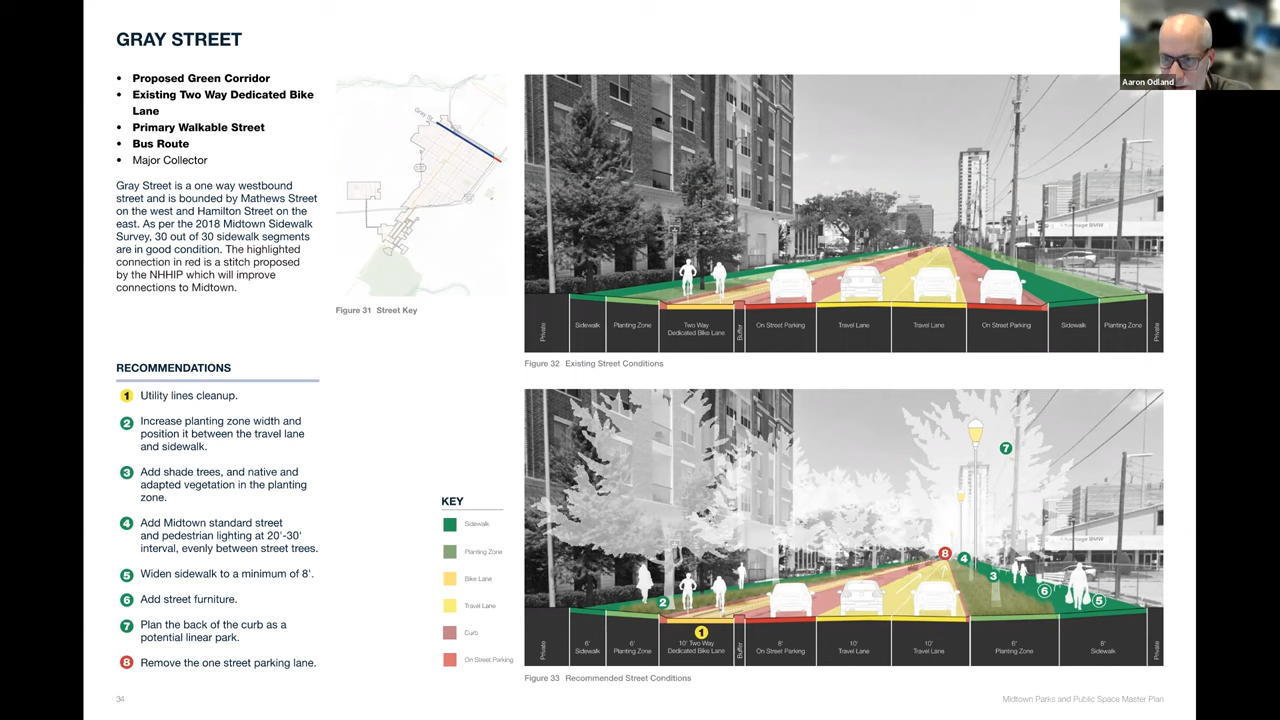 GRAY STREET
• Proposed Green Corridor
• Existing Two Way Dedicated Bike
Lane
• Primary Walkable Street
• Bus Route
• Major Collector
Gray Street is a one way westbound
street and is bounded by Mathews Street
on the west and Hamilton Street on the
east. As per the 2018 Midtown Sidewalk
Survey, 30 out of 30 sidewalk segments
are in good condition. The highlighted
connection in red is a stitch proposed
by the NHHIP which will improve
connections to Midtown.
Gray St.
Figure 31 Street Key
RECOMMENDATIONS
1 Utility lines cleanup.
2 Increase planting zone width and
position it between the travel lane
and sidewalk.
3 Add shade trees, and native and
adapted vegetation in the planting
zone.
4 Add Midtown standard street
and pedestrian lighting at 20'-30'
interval, evenly between street trees.
5 Widen sidewalk to a minimum of 8'.
6 Add street furniture.
7 Plan the back of the curb as a
potential linear park.
8 Remove the one street parking lane.
KEY
Sidewalk
Planting Zone
Bike Lane
Travel Lane
Curb
On Street Parking
Aaron Odland
BMW
Private
Sidewalk
Planting Zone
Two Way
Dedicated Bike Lane
Buffer
On Street Parking
Travel Lane
Travel Lane
On Street Parking
Sidewalk
Planting Zone
Private
Figure 32 Existing Street Conditions
7
BMW
8
4
3
2
6
5
1
Private
6'
Sidewalk
6'
Planting Zone
10' Two Way
Dedicated Bike Lane
Buffer
8'
On Street Parking
10'
Travel Lane
10'
Travel Lane
6'
Planting Zone
8'
Sidewalk
Private
Figure 33 Recommended Street Conditions
34
Midtown Parks and Public Space Master Plan